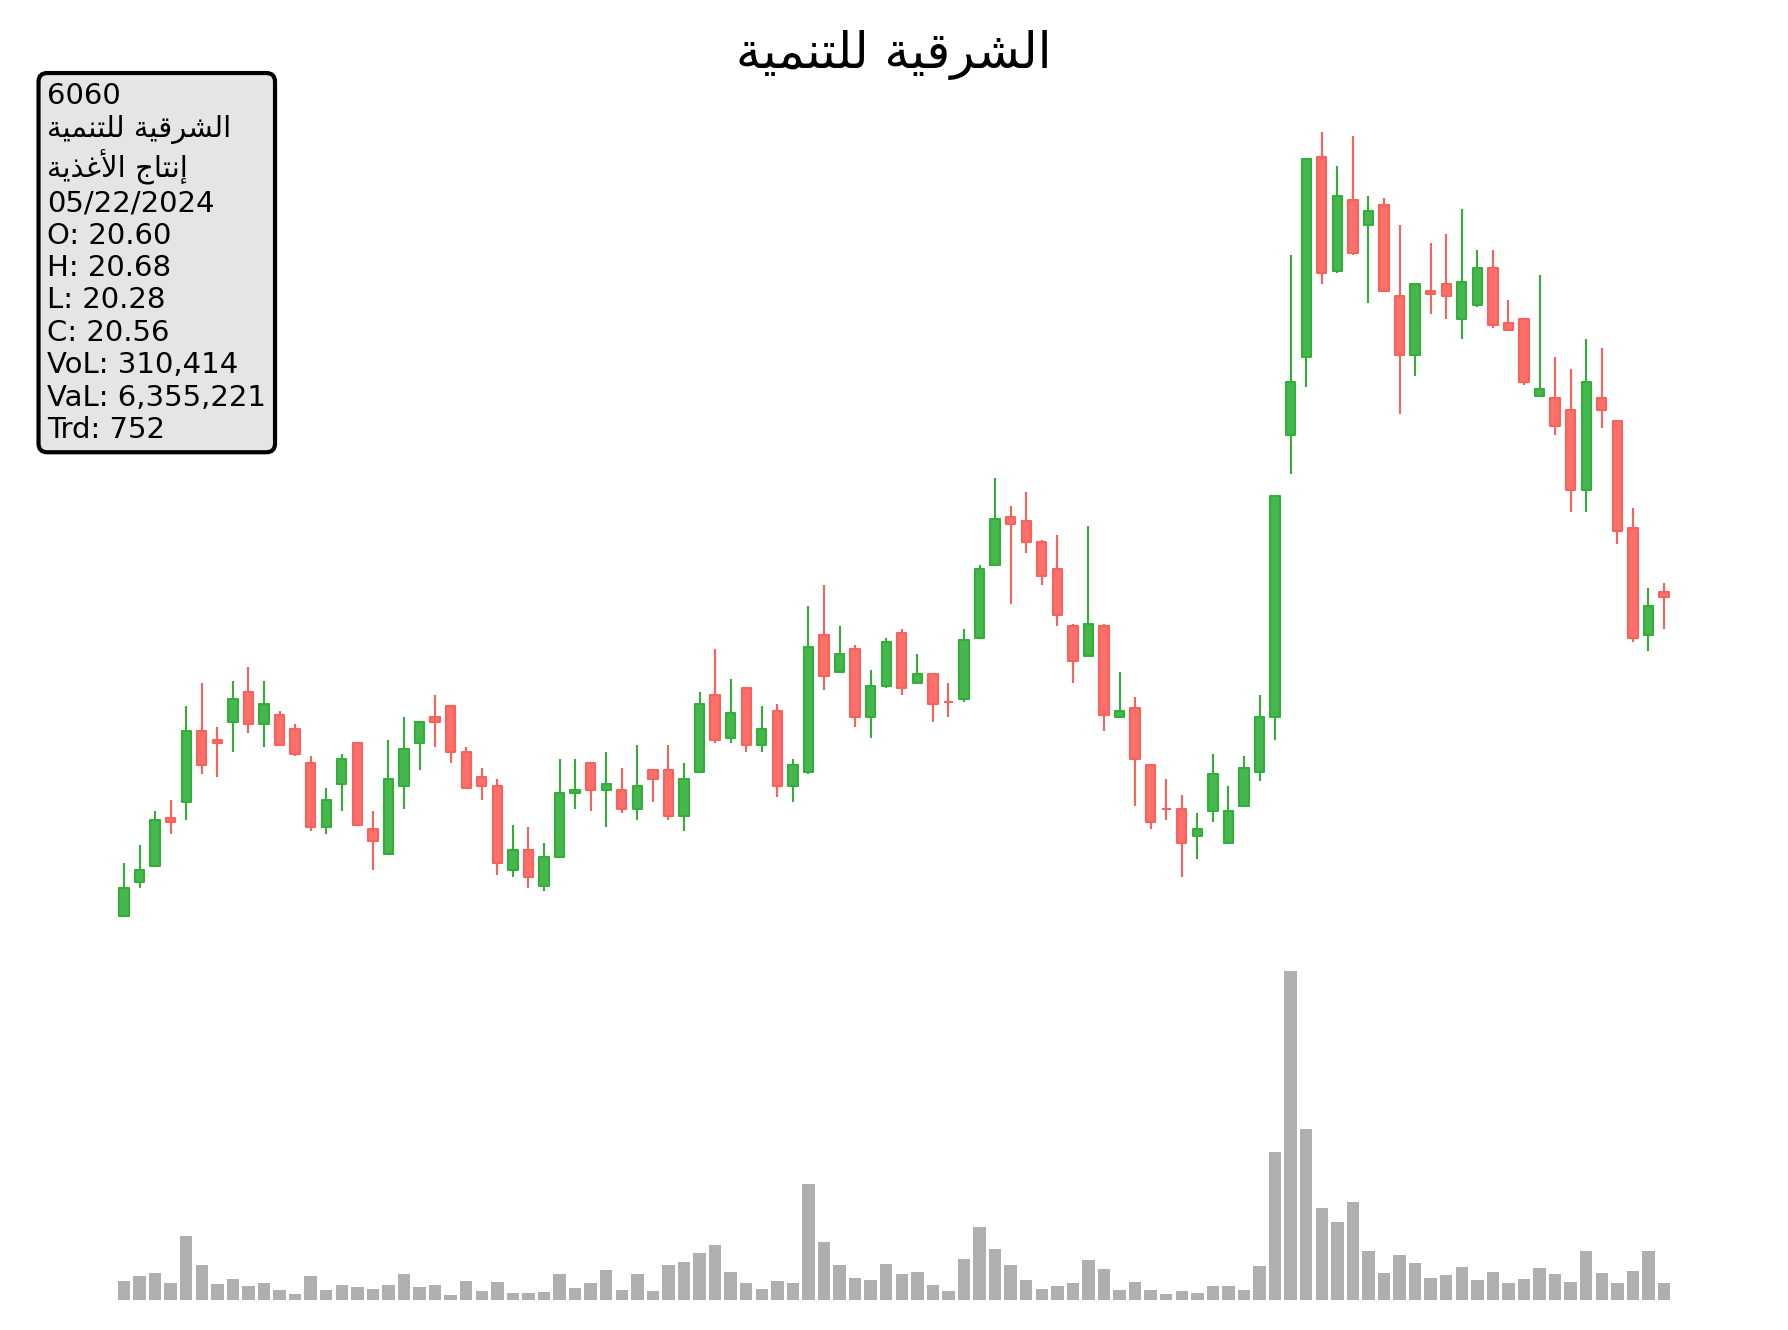 الشرقية للتنمية
6060
الشرقية للتنمية
إنتاج الأغذية
05/22/2024
O: 20.60
H: 20.68
L: 20.28
C: 20.56
VoL: 310,414
VaL: 6,355,221
Trd: 752